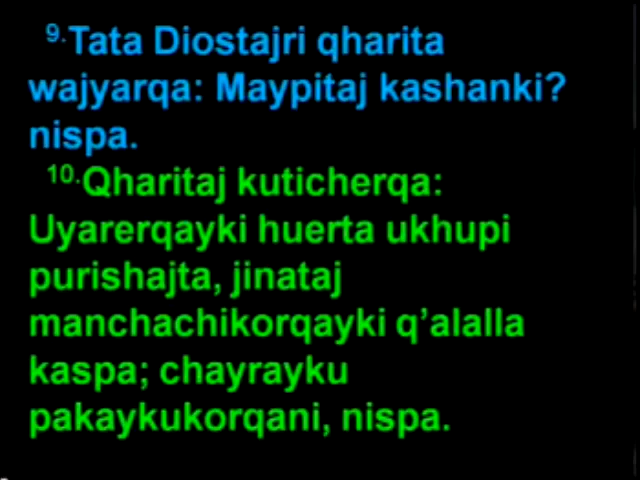 9.Tata Diostajri qharita
wajyarqa: Maypitaj kashanki?
nispa.
10.Qharitaj kuticherqa:
Uyarerqayki huerta ukhupi
purishajta, jinataj
manchachikorqayki q’alalla
kaspa; chayrayku
pakaykukorqani, nispa.